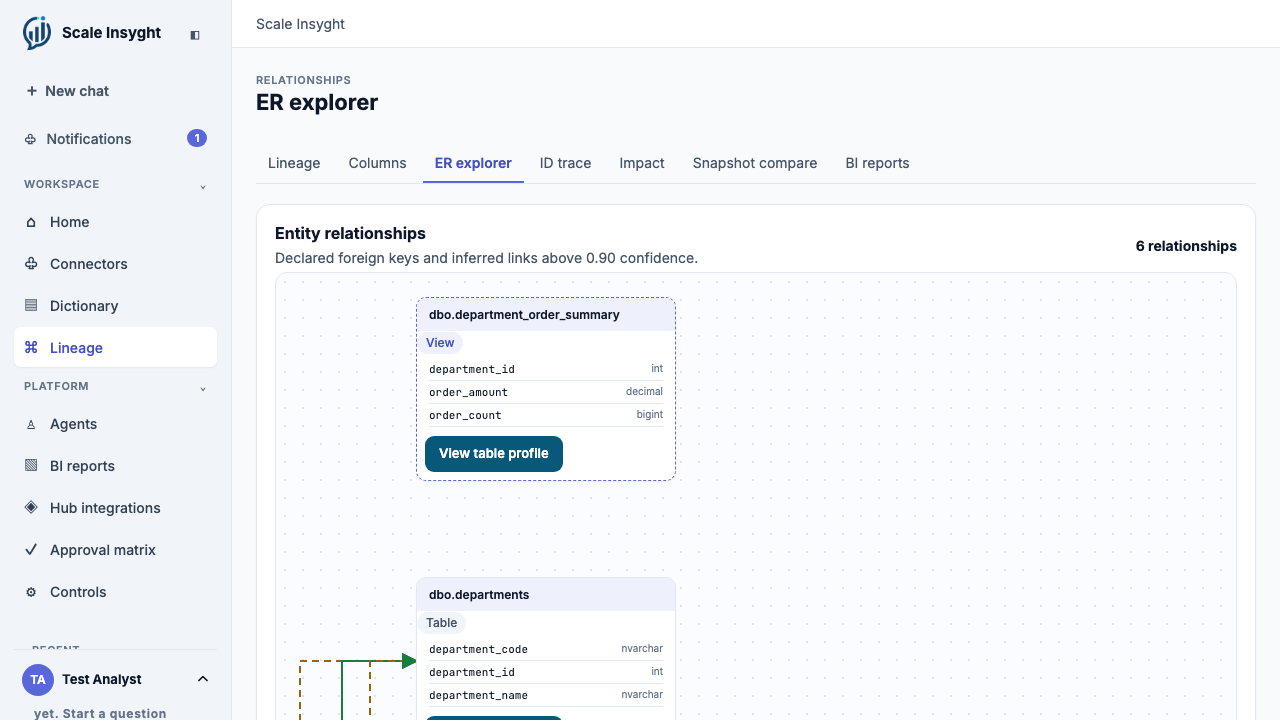 Scale Insyght
New chat
Notifications 1
WORKSPACE
Home
Connectors
Dictionary
Lineage
PLATFORM
Agents
BI reports
Hub integrations
Approval matrix
Controls
RECENT
TA Test Analyst
yet. Start a question
Scale Insyght
RELATIONSHIPS
ER explorer
Lineage Columns ER explorer ID trace Impact Snapshot compare BI reports
Entity relationships
Declared foreign keys and inferred links above 0.90 confidence.
6 relationships
dbo.department_order_summary
View
department_id int
order_amount decimal
order_count bigint
View table profile
dbo.departments
Table
department_code nvarchar
department_id int
department_name nvarchar